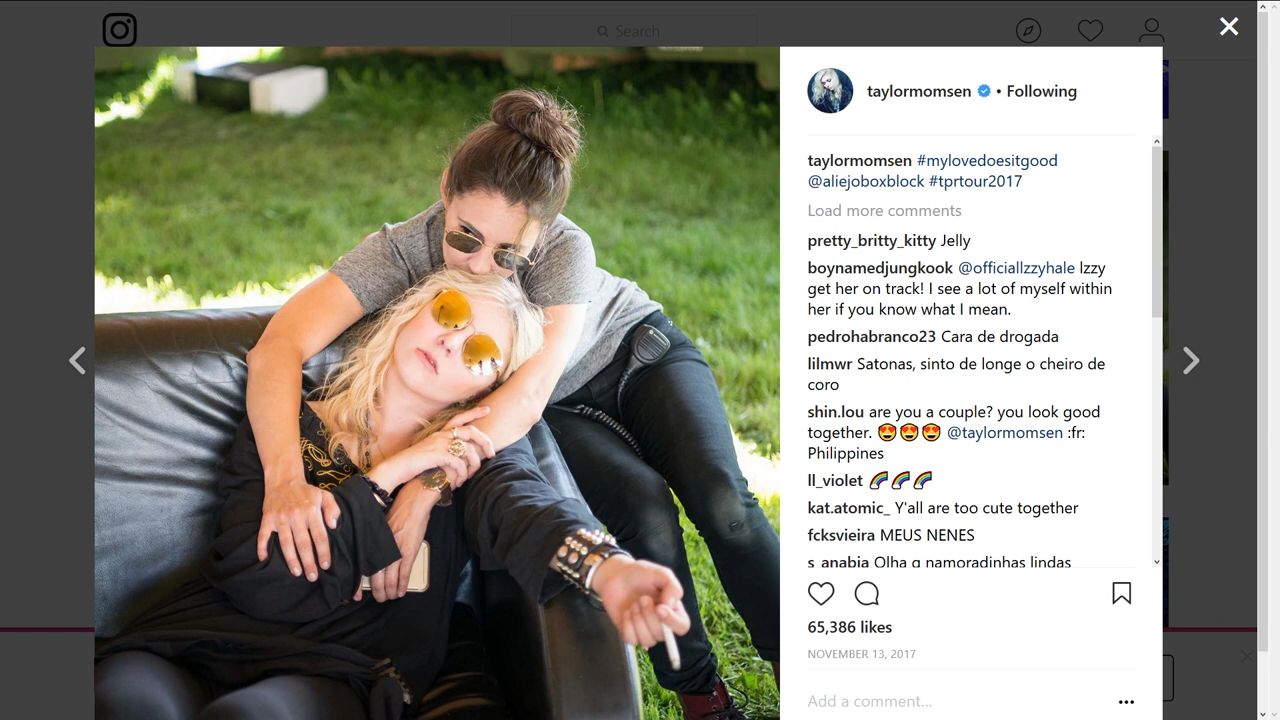 Search
taylormomsen • Following
taylormomsen #mylovedoesitgood
@aliejoboxblock #tprtour2017
Load more comments
pretty_britty_kitty Jelly
boynamedjungkook @officiallzzyhale Izzy
get her on track! I see a lot of myself within
her if you know what I mean.
pedrohabranco23 Cara de drogada
lilmwr Satonas, sinto de longe o cheiro de
coro
shin.lou are you a couple? you look good
together. 😍😍😍 @taylormomsen :fr:
Philippines
ll_violet 🌈🌈🌈
kat.atomic_ Y'all are too cute together
fcksvieira MEUS NENES
s_anabia Olha q namoradinhas lindas
65,386 likes
NOVEMBER 13, 2017
Add a comment...